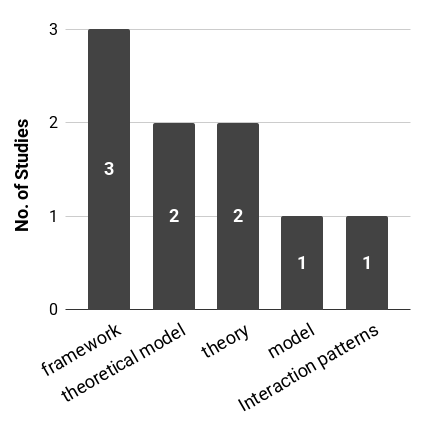 No. of Studies
3
2
1
0
3
2
2
1
1
framework
theoretical model
theory
model
Interaction patterns